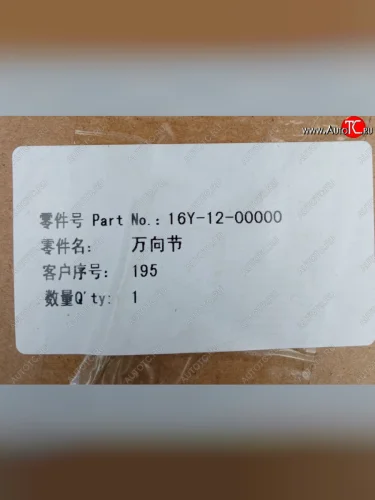 www.AutoTC.ru
零件号 Part No.: 16Y-12-00000
零件名: 万向节
客户序号: 195
数量Q'ty: 1